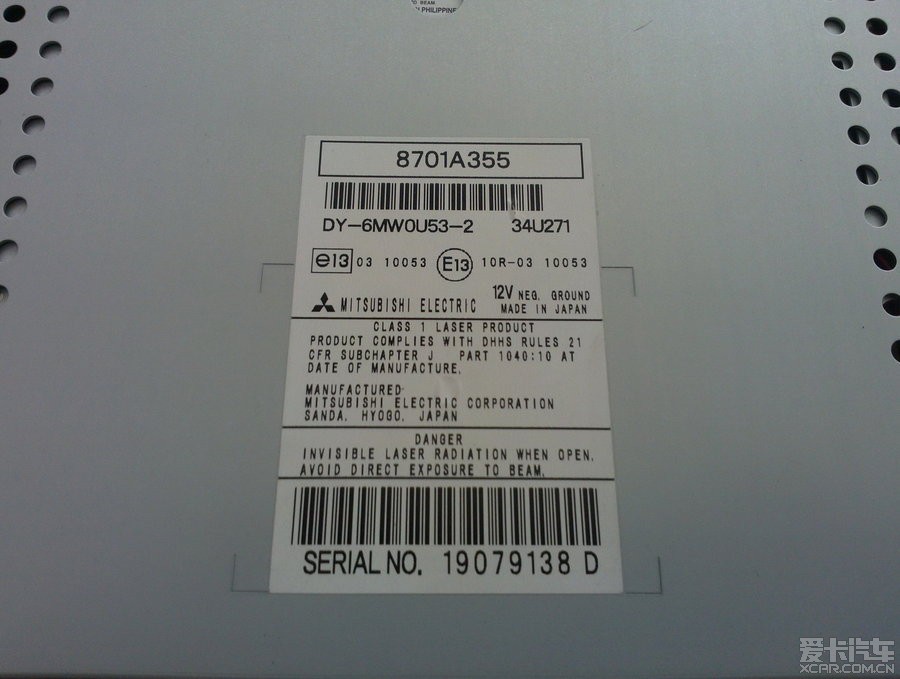 BEAM
PHILIPPINE
8701A355
DY-6MW0U53-2 34U271
e13 03 10053 E13 10R-03 10053
MITSUBISHI ELECTRIC 12V NEG. GROUND
MADE IN JAPAN
CLASS 1 LASER PRODUCT
PRODUCT COMPLIES WITH DHHS RULES 21
CFR SUBCHAPTER J PART 1040:10 AT
DATE OF MANUFACTURE.
MANUFACTURED
MITSUBISHI ELECTRIC CORPORATION
SANDA, HYOGO, JAPAN
DANGER
INVISIBLE LASER RADIATION WHEN OPEN.
AVOID DIRECT EXPOSURE TO BEAM.
SERIAL NO. 19079138 D
爱卡汽车
XCAR.COM.CN